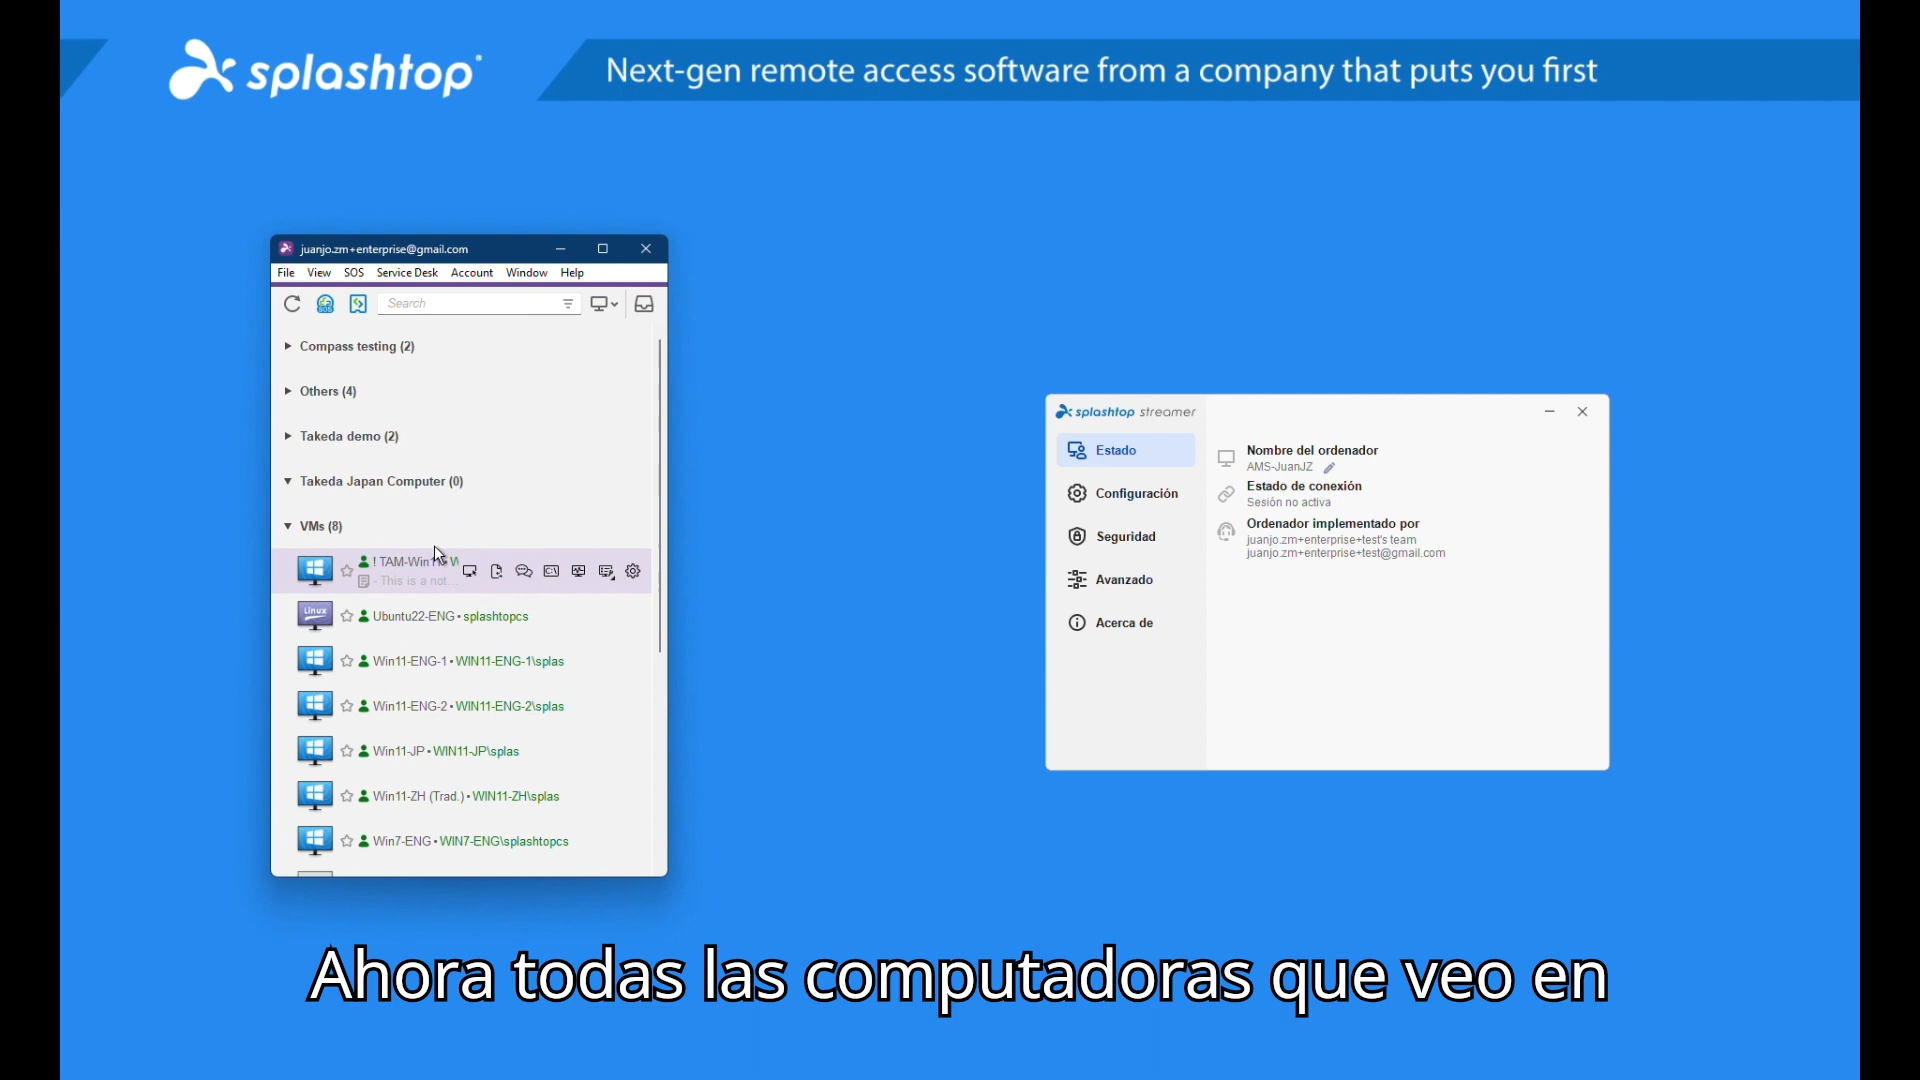 splashtop
Next-gen remote access software from a company that puts you first
juanjo.zm+enterprise@gmail.com
File View SOS Service Desk Account Window Help
Search
Compass testing (2)
Others (4)
Takeda demo (2)
Takeda Japan Computer (0)
VMs (8)
! TAM-Win
- This is a not...
Linux
Ubuntu22-ENG • splashtopcs
Win11-ENG-1 • WIN11-ENG-1\splas
Win11-ENG-2 • WIN11-ENG-2\splas
Win11-JP • WIN11-JP\splas
Win11-ZH (Trad.) • WIN11-ZH\splas
Win7-ENG • WIN7-ENG\splashtopcs
splashtop streamer
Estado
Configuración
Seguridad
Avanzado
Acerca de
Nombre del ordenador
AMS-JuanJZ
Estado de conexión
Sesión no activa
Ordenador implementado por
juanjo.zm+enterprise+test's team
juanjo.zm+enterprise+test@gmail.com
Ahora todas las computadoras que veo en